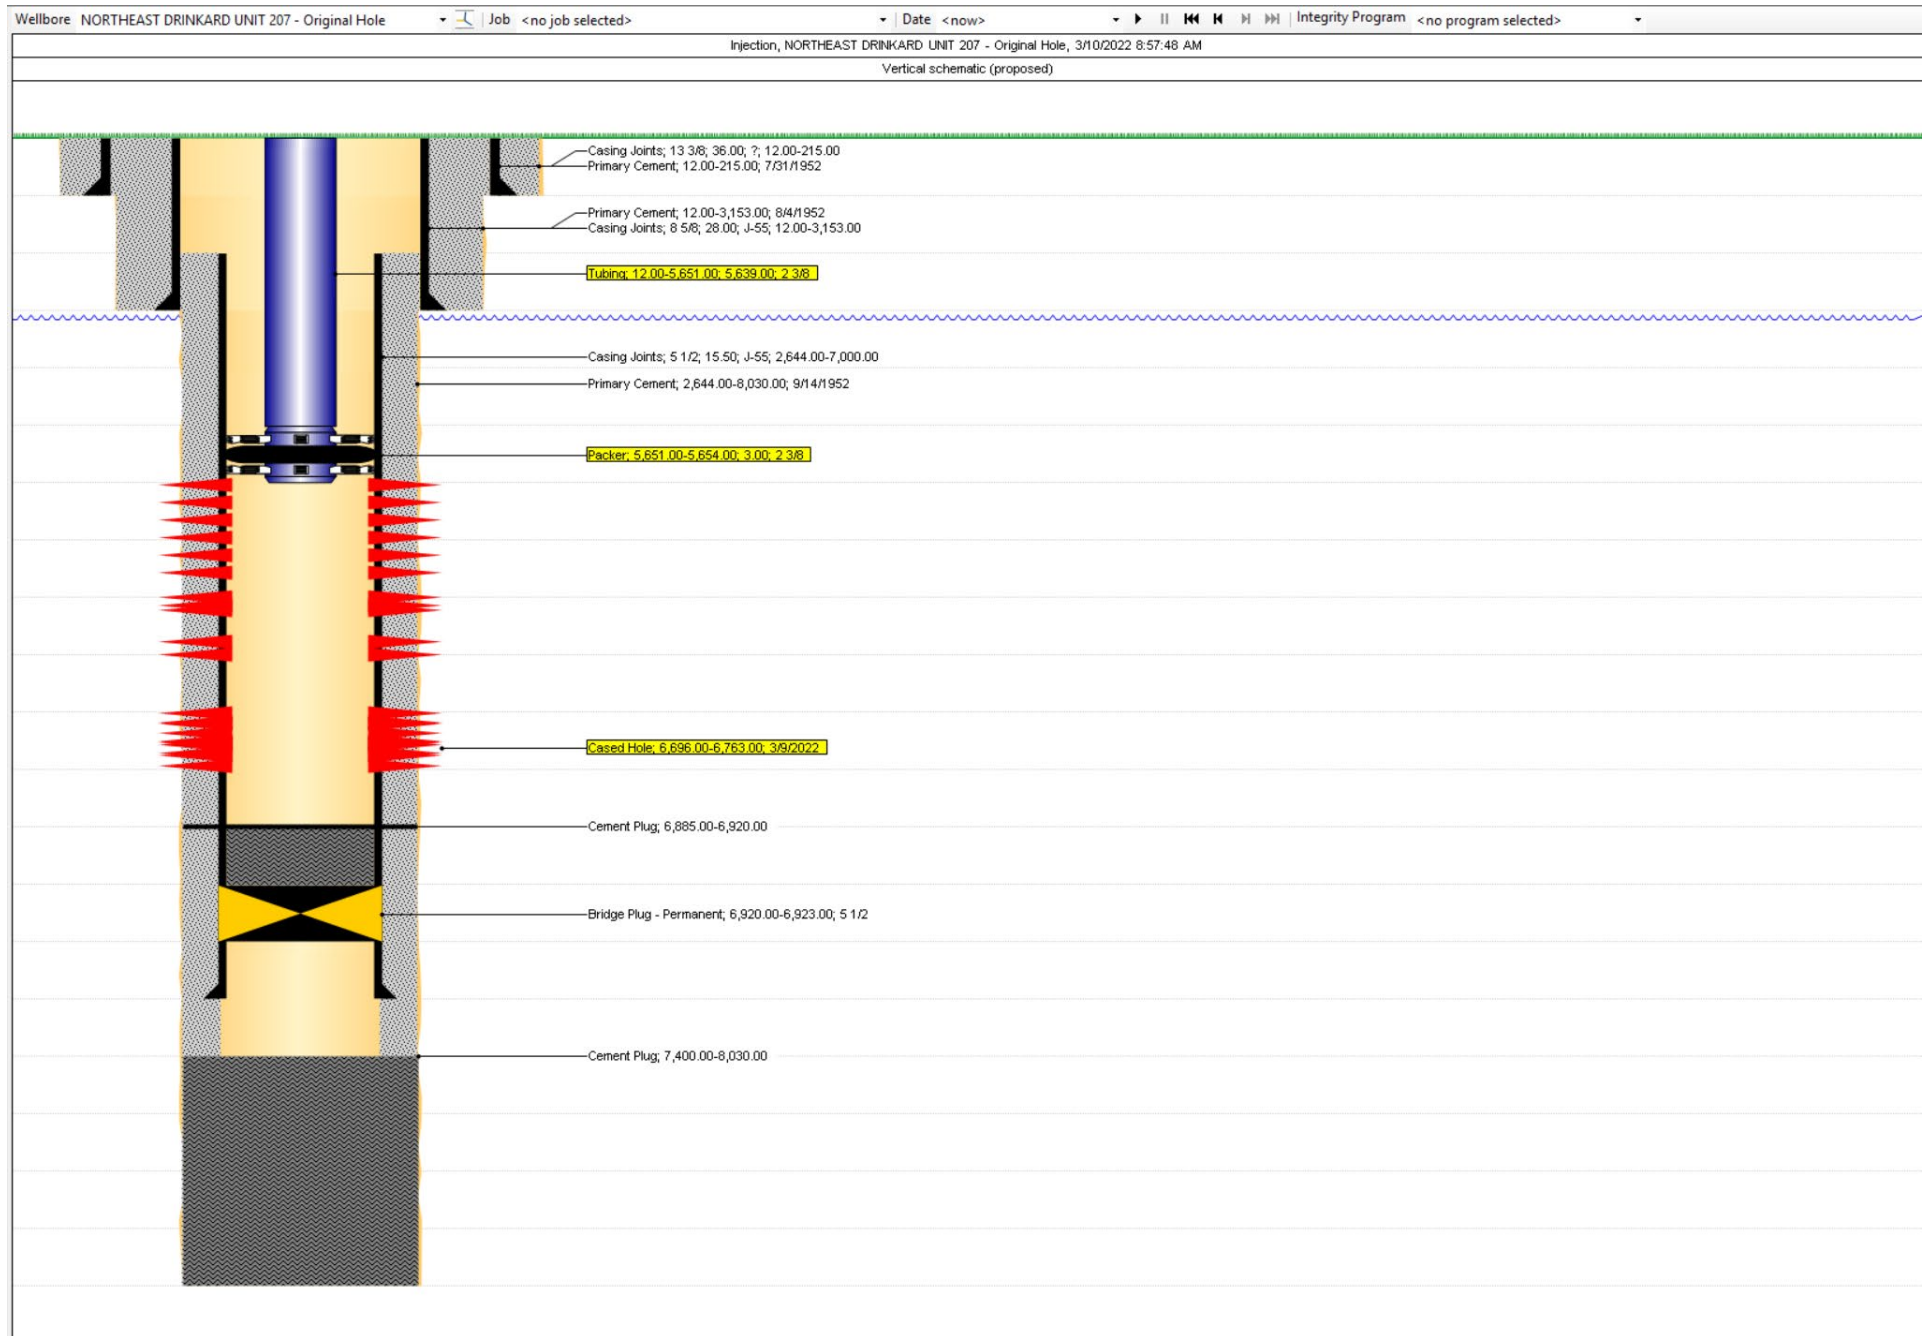 Wellbore NORTHEAST DRINKARD UNIT 207 - Original Hole Job <no job selected> Date <now> Integrity Program <no program selected>
Injection, NORTHEAST DRINKARD UNIT 207 - Original Hole, 3/10/2022 8:57:48 AM
Vertical schematic (proposed)
Casing Joints; 13 3/8; 36.00; ?; 12.00-215.00
Primary Cement; 12.00-215.00; 7/31/1952
Primary Cement; 12.00-3,153.00; 8/4/1952
Casing Joints; 8 5/8; 28.00; J-55; 12.00-3,153.00
Tubing; 12.00-5,651.00; 5,639.00; 2 3/8
Casing Joints; 5 1/2; 15.50; J-55; 2,644.00-7,000.00
Primary Cement; 2,644.00-8,030.00; 9/14/1952
Packer; 5,651.00-5,654.00; 3.00; 2 3/8
Cased Hole; 6,696.00-6,763.00; 3/9/2022
Cement Plug; 6,885.00-6,920.00
Bridge Plug - Permanent; 6,920.00-6,923.00; 5 1/2
Cement Plug; 7,400.00-8,030.00